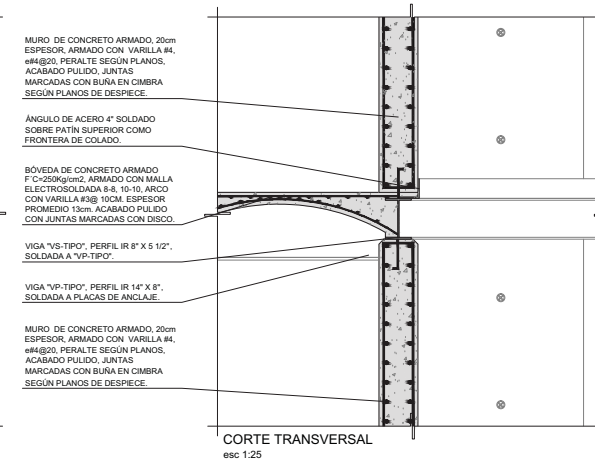 MURO DE CONCRETO ARMADO, 20cm
ESPESOR, ARMADO CON VARILLA #4,
e#4@20, PERALTE SEGÚN PLANOS,
ACABADO PULIDO, JUNTAS
MARCADAS CON BUÑA EN CIMBRA
SEGÚN PLANOS DE DESPIECE.
ÁNGULO DE ACERO 4" SOLDADO
SOBRE PATÍN SUPERIOR COMO
FRONTERA DE COLADO.
BÓVEDA DE CONCRETO ARMADO
F´C=250Kg/cm2, ARMADO CON MALLA
ELECTROSOLDADA 8-8, 10-10, ARCO
CON VARILLA #3@ 10CM. ESPESOR
PROMEDIO 13cm. ACABADO PULIDO
CON JUNTAS MARCADAS CON DISCO.
VIGA "VS-TIPO", PERFIL IR 8" X 5 1/2",
SOLDADA A "VP-TIPO".
VIGA "VP-TIPO", PERFIL IR 14" X 8",
SOLDADA A PLACAS DE ANCLAJE.
MURO DE CONCRETO ARMADO, 20cm
ESPESOR, ARMADO CON VARILLA #4,
e#4@20, PERALTE SEGÚN PLANOS,
ACABADO PULIDO, JUNTAS
MARCADAS CON BUÑA EN CIMBRA
SEGÚN PLANOS DE DESPIECE.
CORTE TRANSVERSAL
esc 1:25